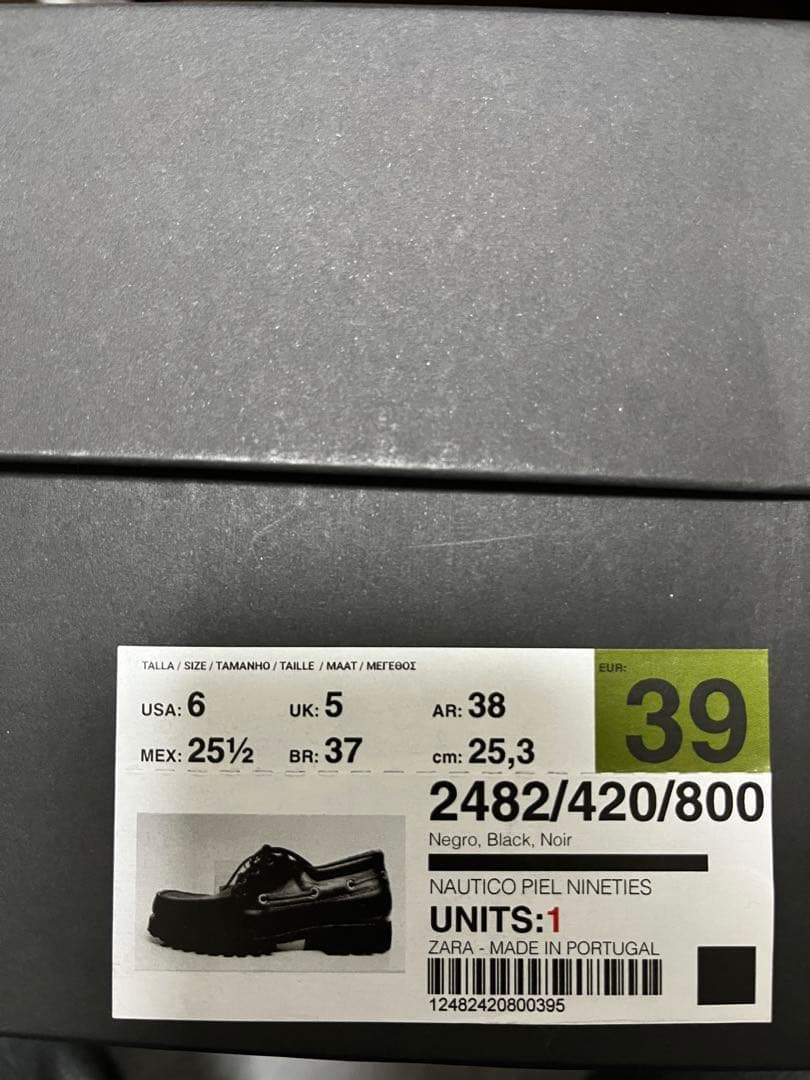 TALLA / SIZE / TAMANHO / TAILLE / MAAT / ΜΕΓΕΘΟΣ
USA: 6 UK: 5 AR: 38
MEX: 25½ BR: 37 cm: 25,3
EUR:
39
2482/420/800
Negro, Black, Noir
NAUTICO PIEL NINETIES
UNITS:1
ZARA - MADE IN PORTUGAL
12482420800395